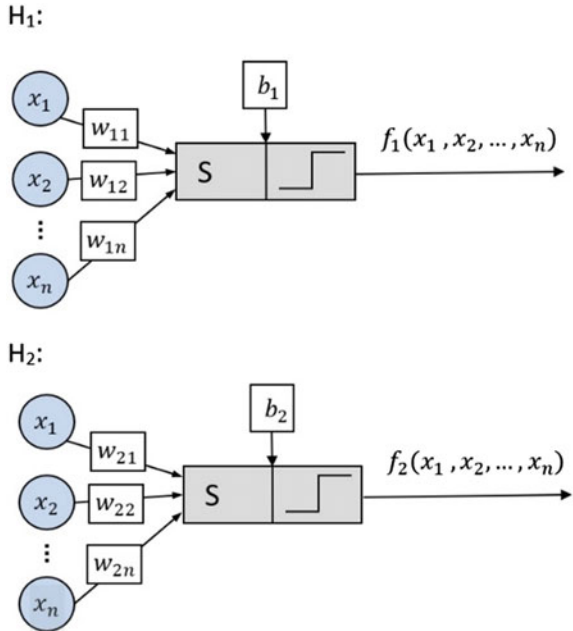 H₁:
x₁
b₁
w₁₁
f₁(x₁ , x₂, ..., xₙ)
S
x₂
w₁₂
⋮
w₁ₙ
xₙ
H₂:
b₂
x₁
w₂₁
f₂(x₁ , x₂, ..., xₙ)
S
x₂
w₂₂
⋮
w₂ₙ
xₙ